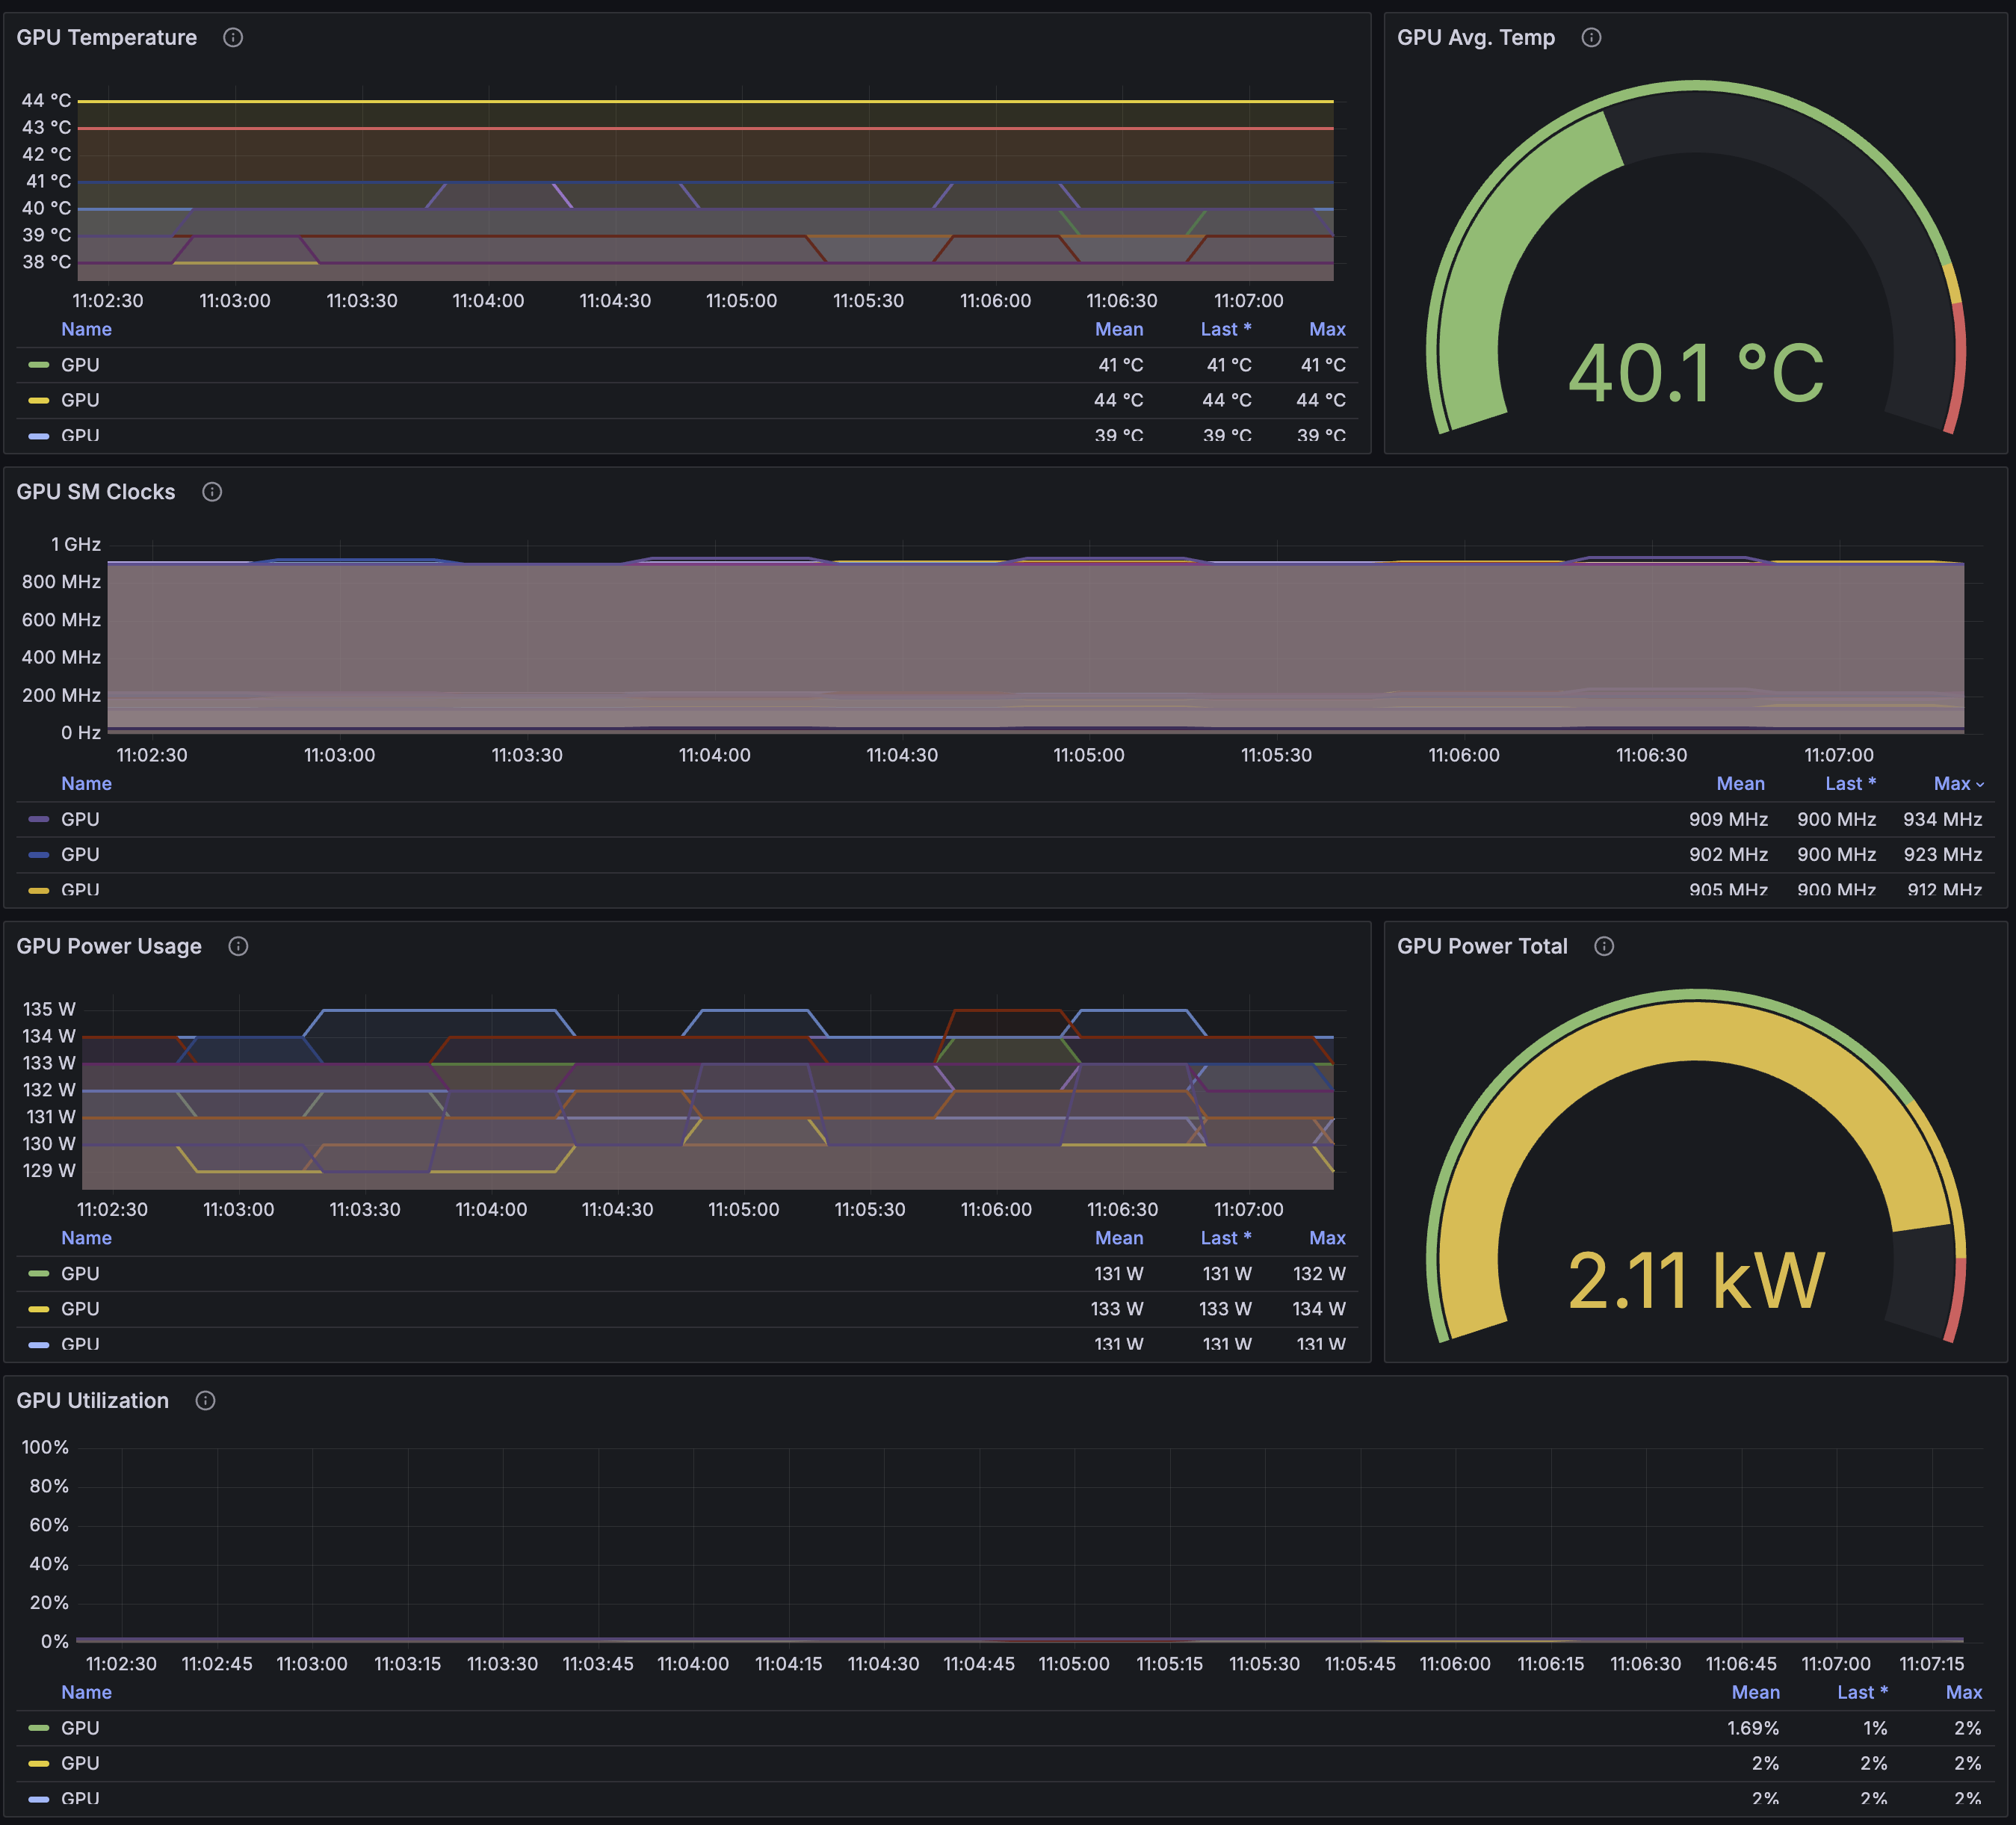 GPU Temperature
GPU Avg. Temp
44 °C
43 °C
42 °C
41 °C
40 °C
39 °C
38 °C
11:02:30 11:03:00 11:03:30 11:04:00 11:04:30 11:05:00 11:05:30 11:06:00 11:06:30 11:07:00
Name Mean Last * Max
GPU 41 °C 41 °C 41 °C
GPU 44 °C 44 °C 44 °C
GPU 39 °C 39 °C 39 °C
40.1 °C
GPU SM Clocks
1 GHz
800 MHz
600 MHz
400 MHz
200 MHz
0 Hz
11:02:30 11:03:00 11:03:30 11:04:00 11:04:30 11:05:00 11:05:30 11:06:00 11:06:30 11:07:00
Name Mean Last * Max
GPU 909 MHz 900 MHz 934 MHz
GPU 902 MHz 900 MHz 923 MHz
GPU 905 MHz 900 MHz 912 MHz
GPU Power Usage
GPU Power Total
135 W
134 W
133 W
132 W
131 W
130 W
129 W
11:02:30 11:03:00 11:03:30 11:04:00 11:04:30 11:05:00 11:05:30 11:06:00 11:06:30 11:07:00
Name Mean Last * Max
GPU 131 W 131 W 132 W
GPU 133 W 133 W 134 W
GPU 131 W 131 W 131 W
2.11 kW
GPU Utilization
100%
80%
60%
40%
20%
0%
11:02:30 11:02:45 11:03:00 11:03:15 11:03:30 11:03:45 11:04:00 11:04:15 11:04:30 11:04:45 11:05:00 11:05:15 11:05:30 11:05:45 11:06:00 11:06:15 11:06:30 11:06:45 11:07:00 11:07:15
Name Mean Last * Max
GPU 1.69% 1% 2%
GPU 2% 2% 2%
GPU 2% 2% 2%